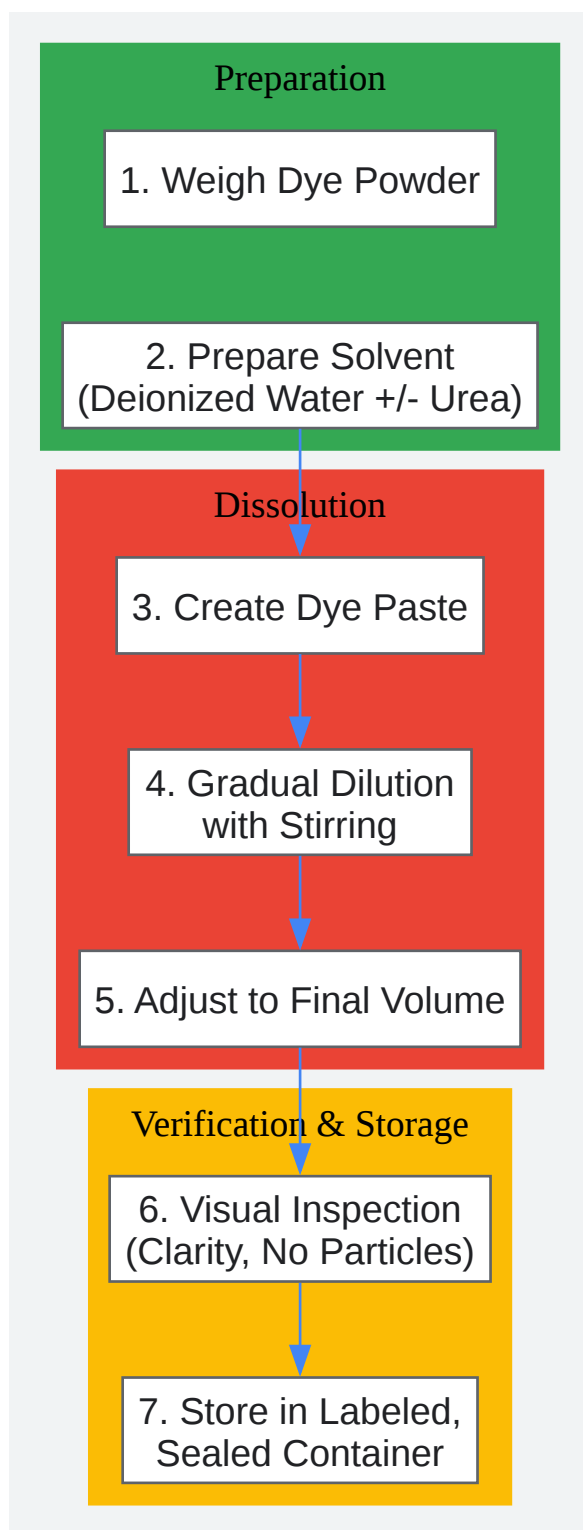 Preparation
1. Weigh Dye Powder
2. Prepare Solvent
(Deionized Water +/- Urea)
Dissolution
3. Create Dye Paste
4. Gradual Dilution
with Stirring
5. Adjust to Final Volume
Verification & Storage
6. Visual Inspection
(Clarity, No Particles)
7. Store in Labeled,
Sealed Container